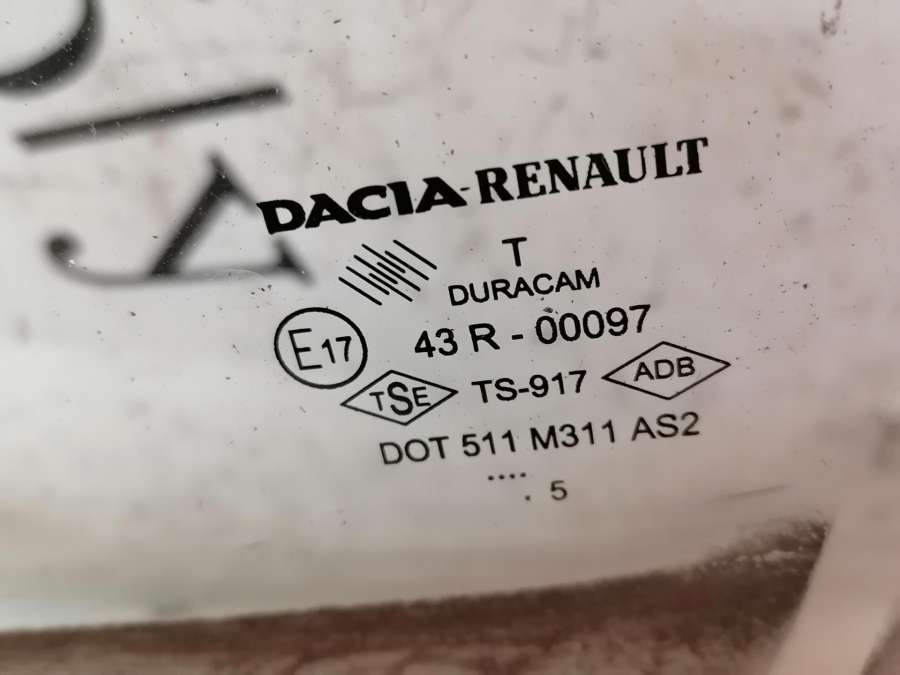 DACIA-RENAULT
T
DURACAM
E17 43 R - 00097
TSE TS-917 ADB
DOT 511 M311 AS2
....
. 5